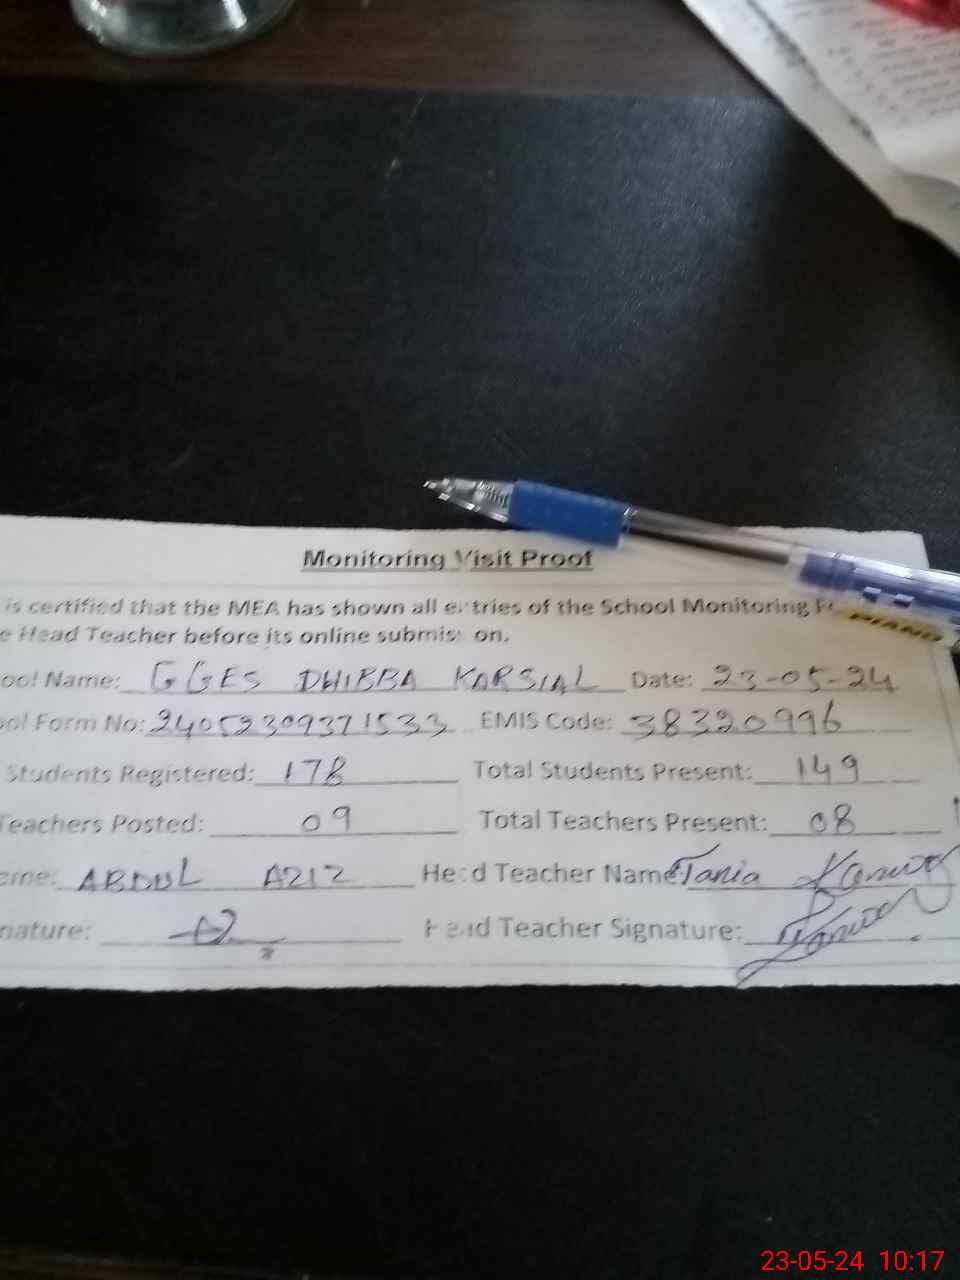 Monitoring Visit Proof
is certified that the MEA has shown all entries of the School Monitoring
e Head Teacher before its online submission.
ool Name: GGES DHIBBA KARSIAL Date: 23-05-24
ool Form No: 24052309371533 EMIS Code: 38320996
Students Registered: 178 Total Students Present: 149
Teachers Posted: 09 Total Teachers Present: 08
ame: ABDUL AZIZ Head Teacher Name: Tania Kanwal
nature: Head Teacher Signature:
PIANO
23-05-24 10:17